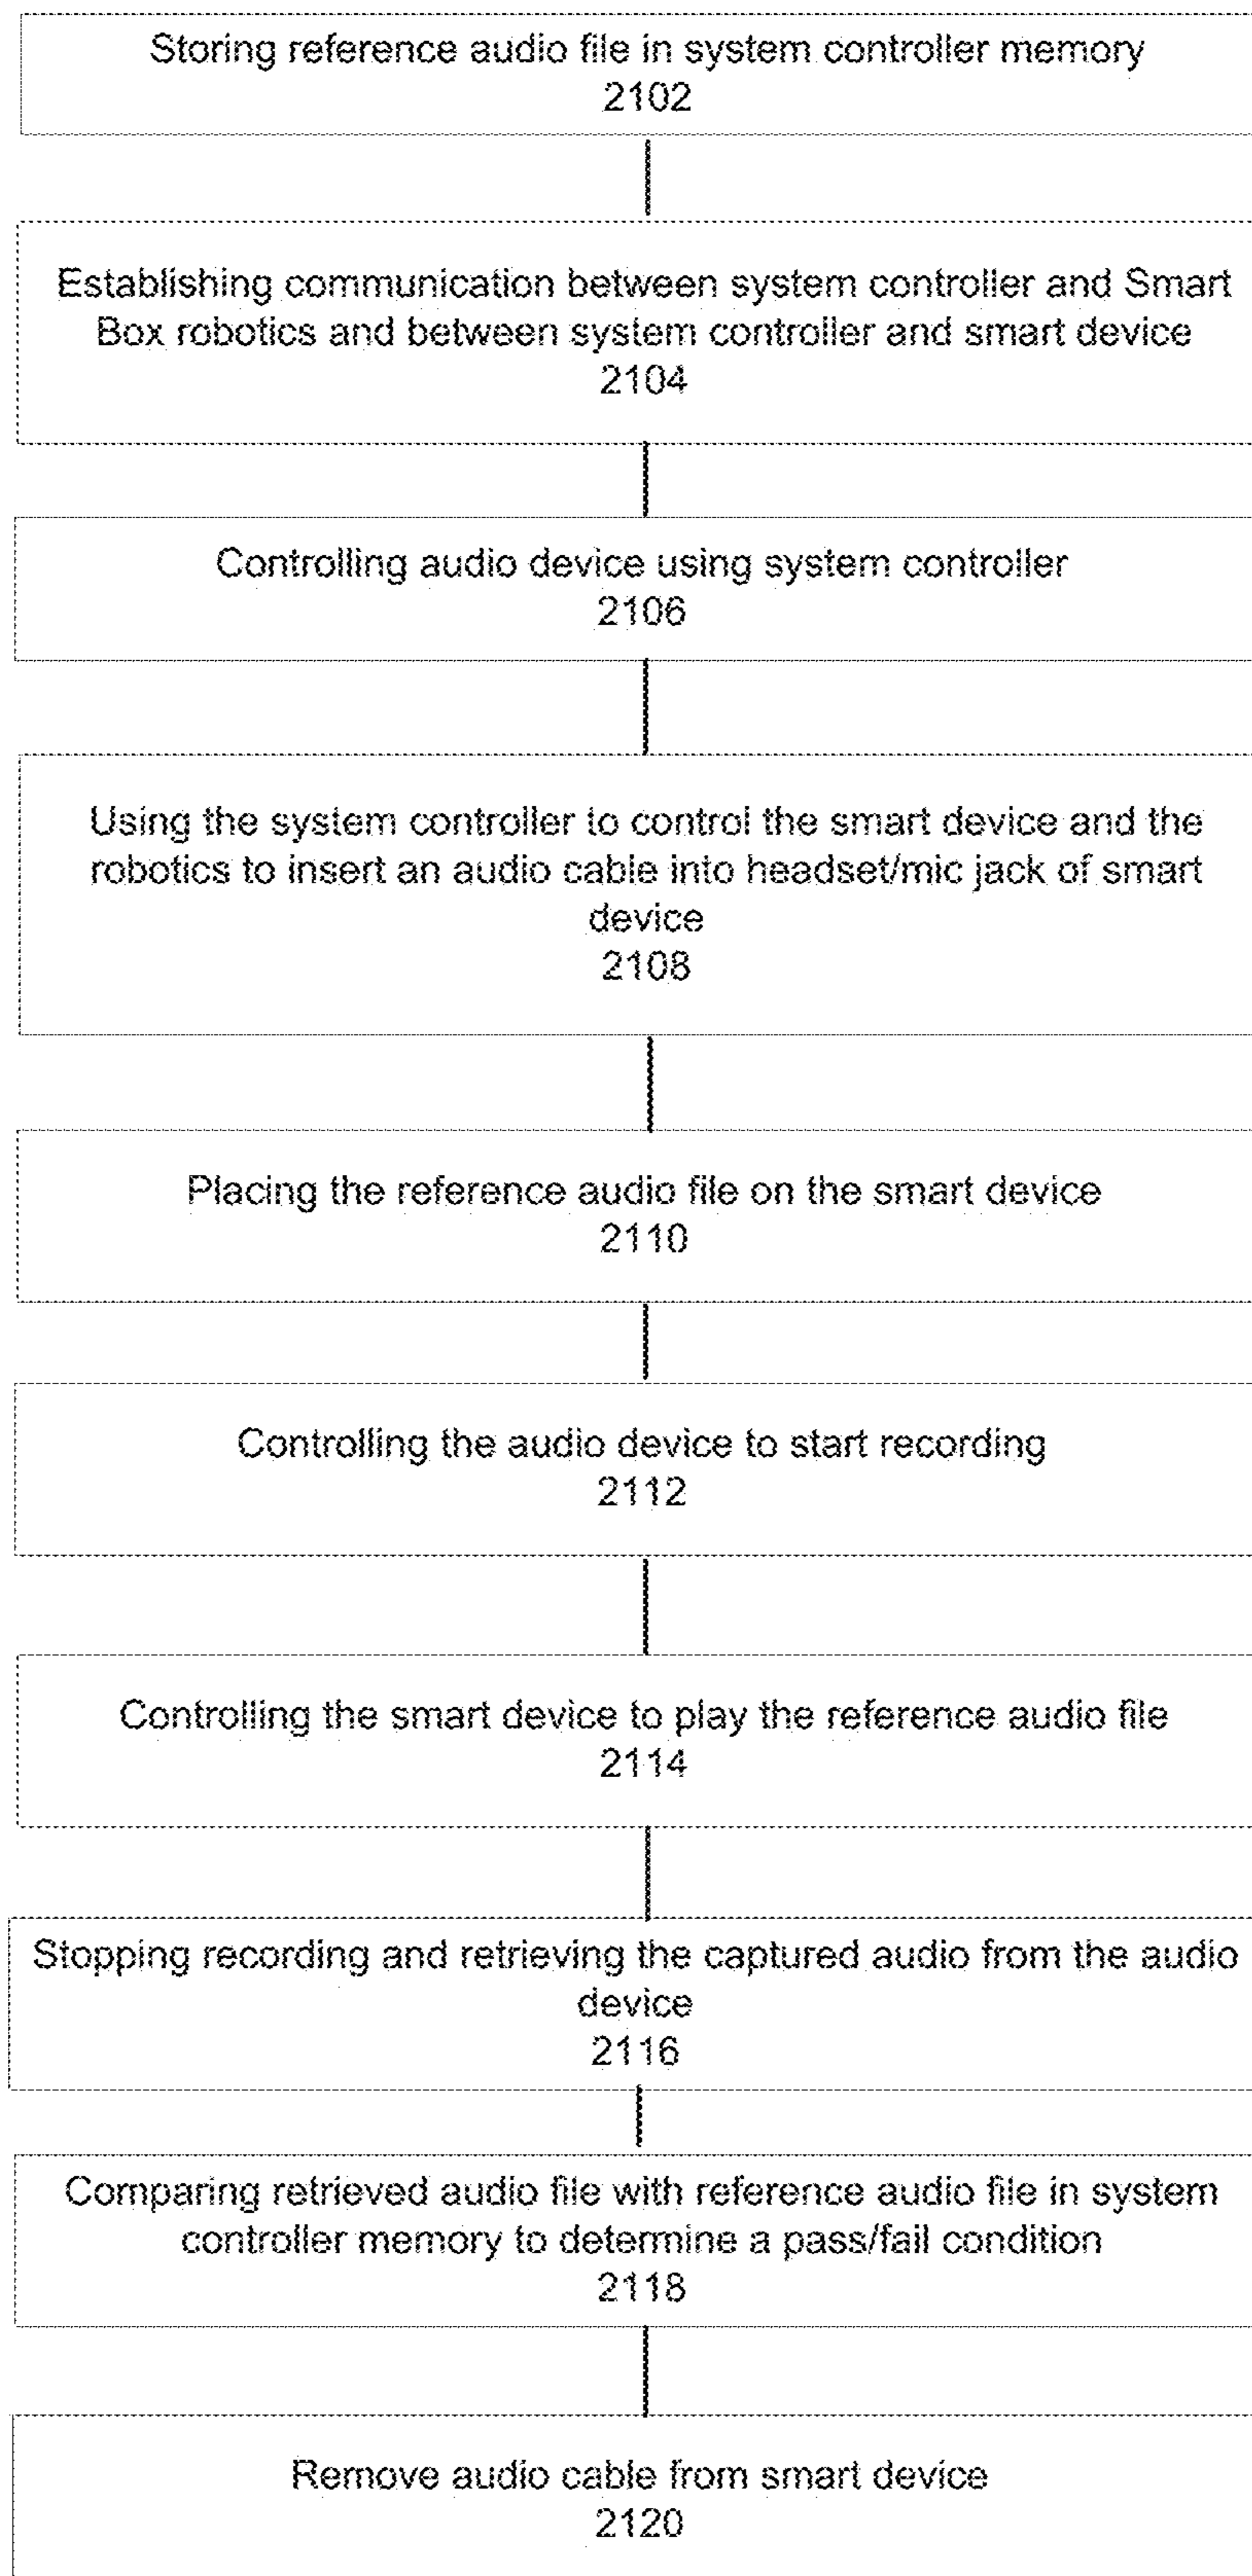 Storing reference audio file in system controller memory
2102
Establishing communication between system controller and Smart
Box robotics and between system controller and smart device
2104
Controlling audio device using system controller
2106
Using the system controller to control the smart device and the
robotics to insert an audio cable into headset/mic jack of smart
device
2108
Placing the reference audio file on the smart device
2110
Controlling the audio device to start recording
2112
Controlling the smart device to play the reference audio file
2114
Stopping recording and retrieving the captured audio from the audio
device
2116
Comparing retrieved audio file with reference audio file in system
controller memory to determine a pass/fail condition
2118
Remove audio cable from smart device
2120